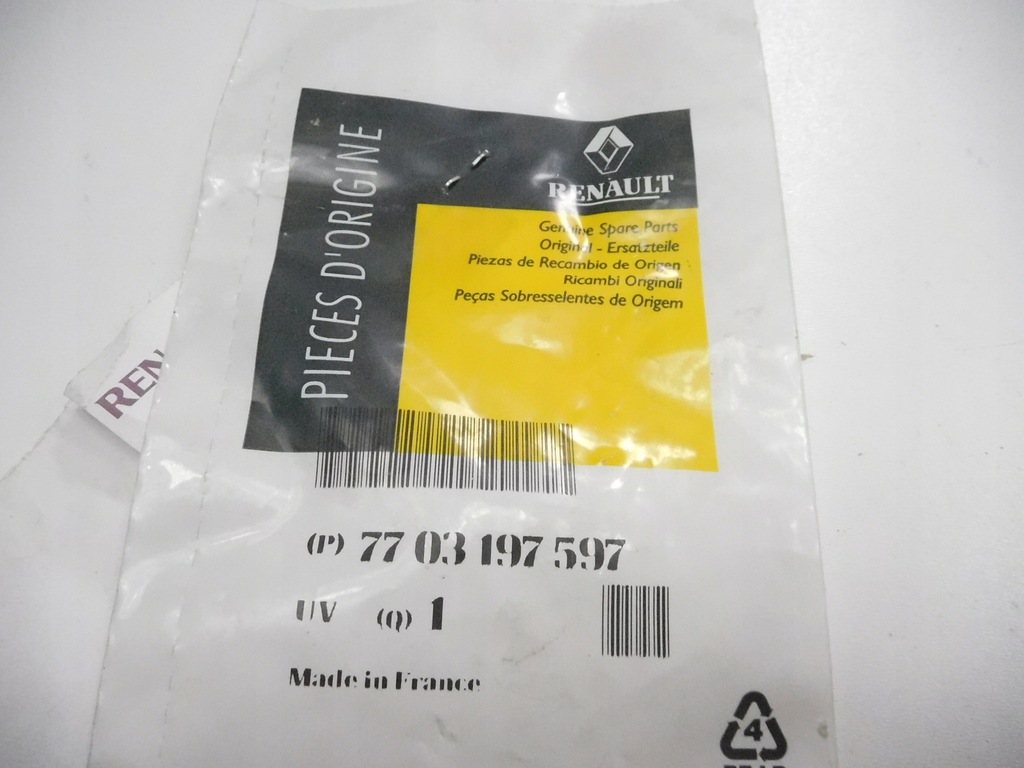 PIECES D'ORIGINE
RENAULT
Genuine Spare Parts
Original - Ersatzteile
Piezas de Recambio de Origen
Ricambi Originali
Peças Sobresselentes de Origem
REN
(P) 77 03 197 597
UV (Q) 1
Made in France
4